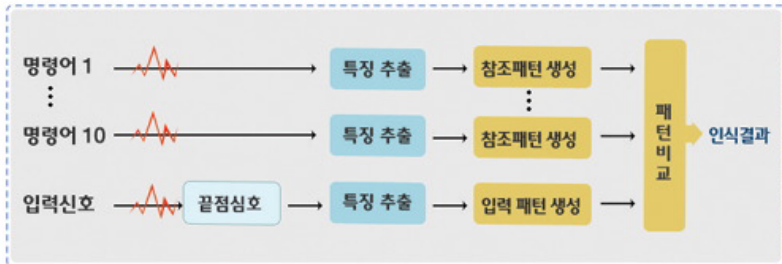 명령어 1
특징 추출
참조패턴 생성
명령어 10
특징 추출
참조패턴 생성
입력신호
끝점심호
특징 추출
입력 패턴 생성
패턴비교
인식결과